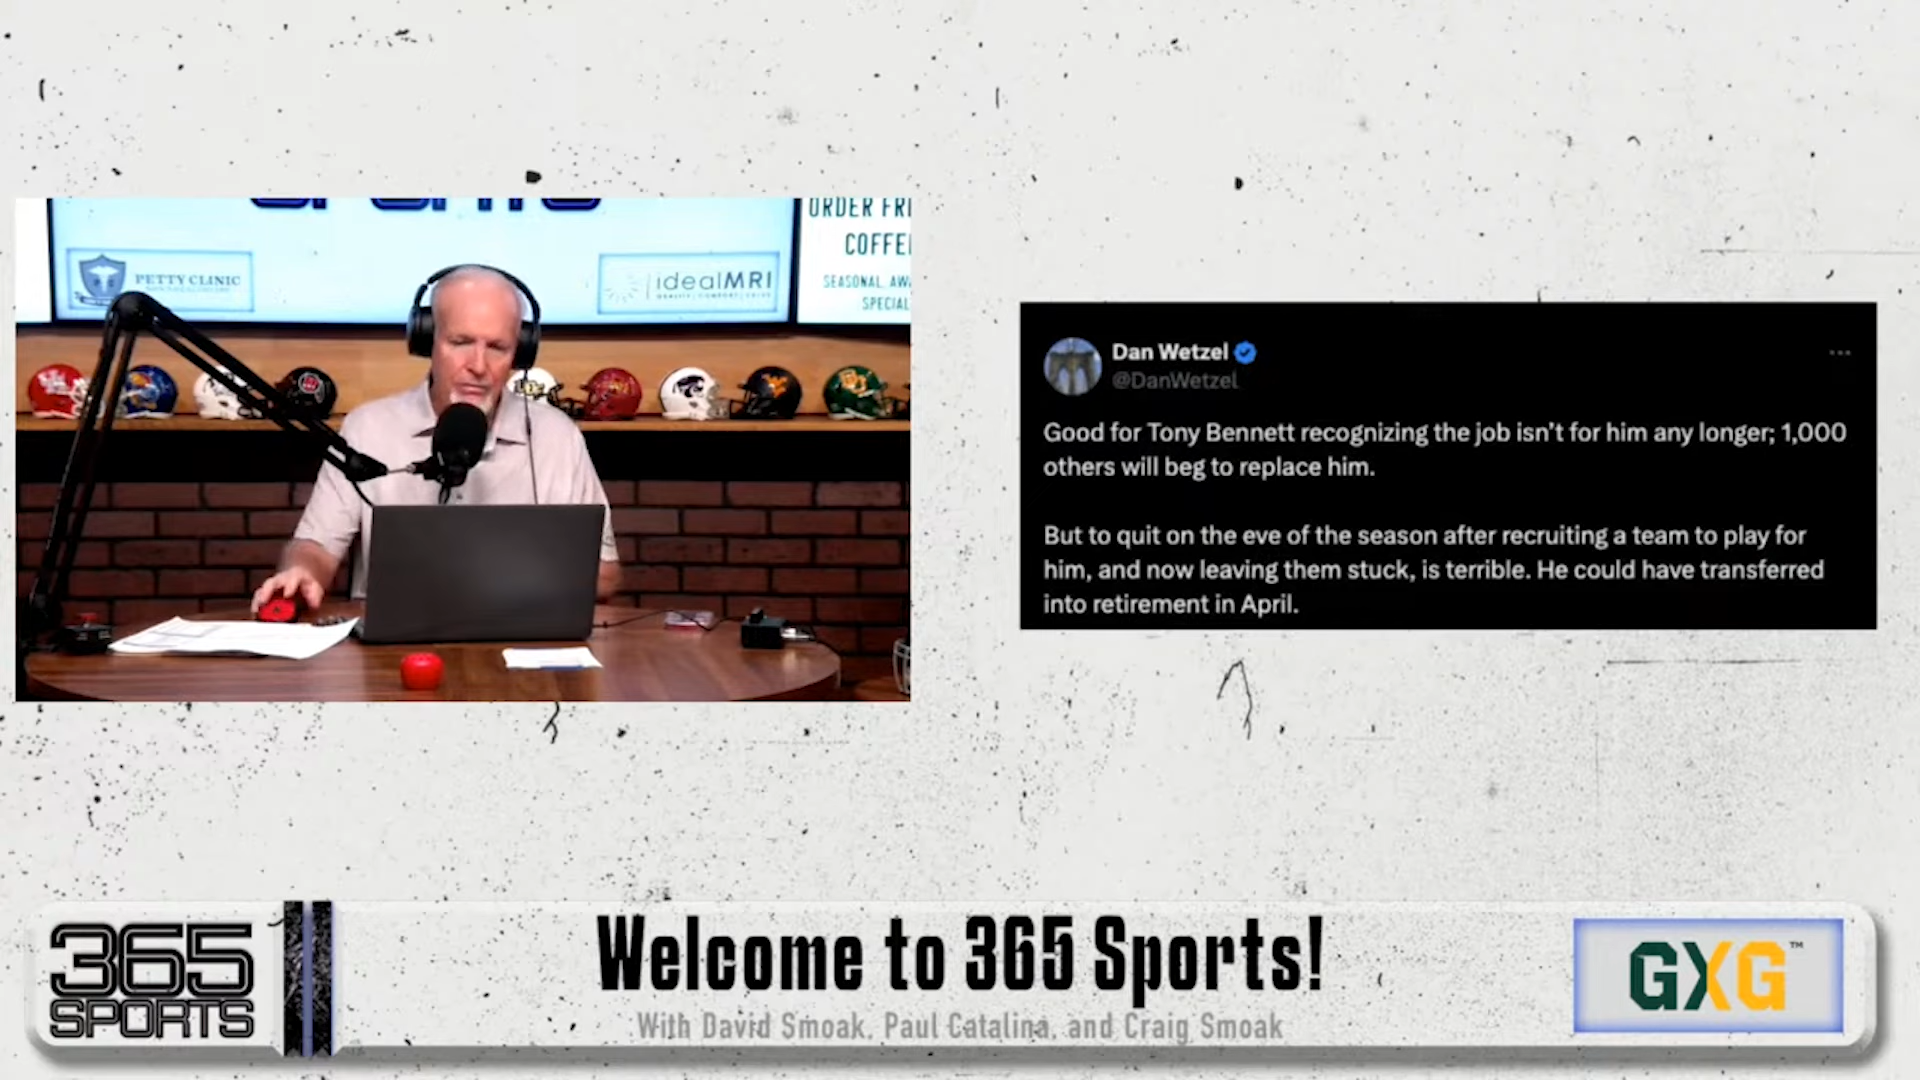 ORDER FR
COFFE
SEASONAL, AW
SPECIAL
PETTY CLINIC
idealMRI
Dan Wetzel
@DanWetzel
Good for Tony Bennett recognizing the job isn't for him any longer; 1,000
others will beg to replace him.
But to quit on the eve of the season after recruiting a team to play for
him, and now leaving them stuck, is terrible. He could have transferred
into retirement in April.
365
SPORTS
Welcome to 365 Sports!
With David Smoak, Paul Catalina, and Craig Smoak
GXG™